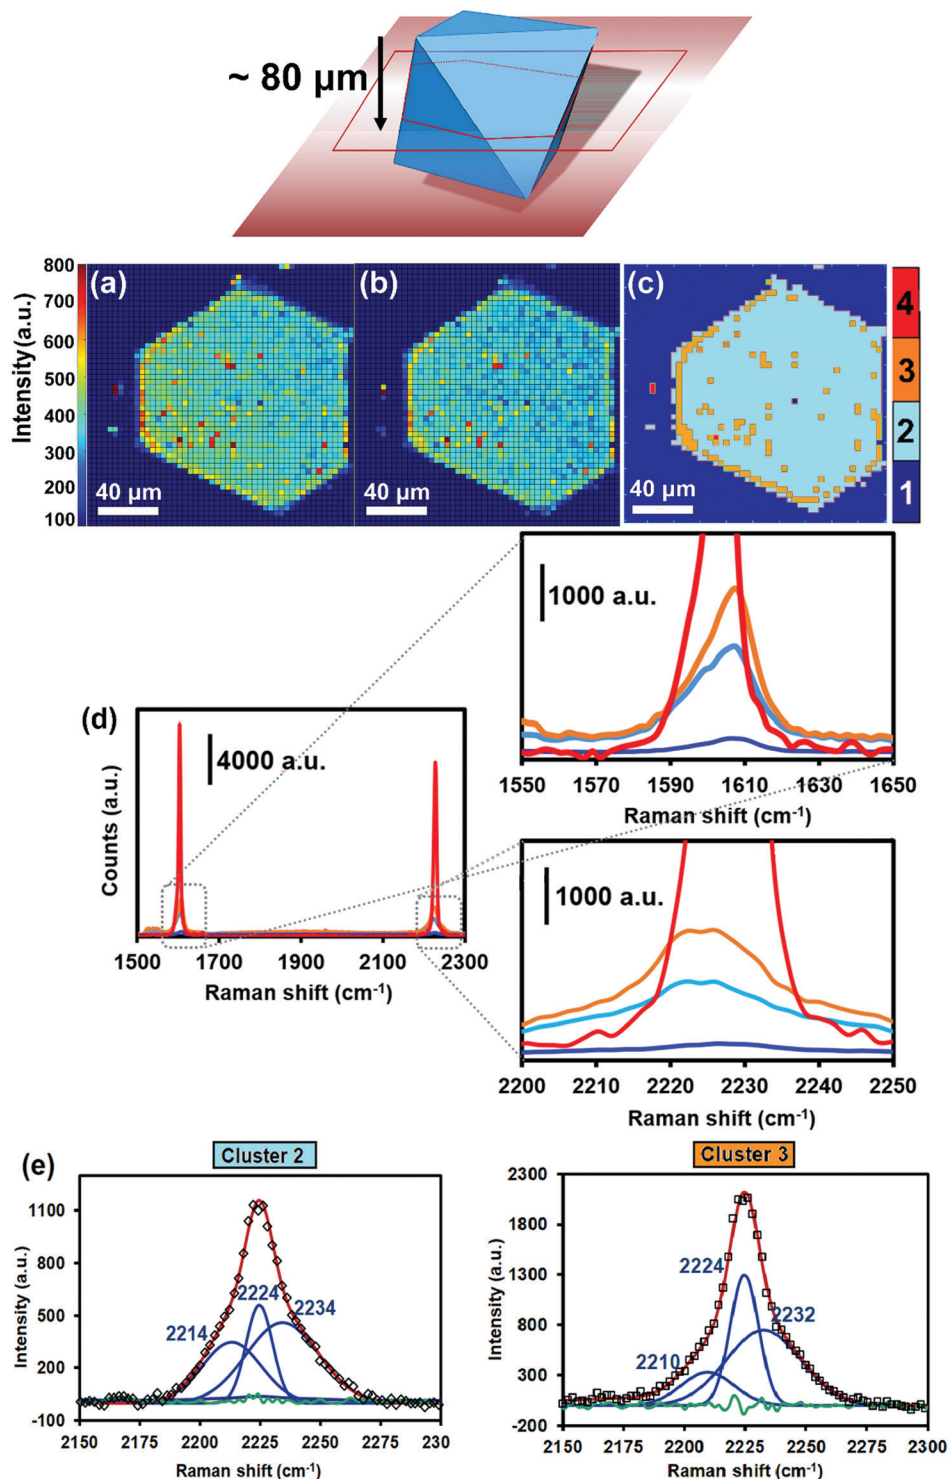 ~ 80 µm
800
700
600
500
400
300
200
100
Intensity (a.u.)
(a)
40 µm
(b)
40 µm
(c)
40 µm
4
3
2
1
1000 a.u.
1550 1570 1590 1610 1630 1650
Raman shift (cm-1)
(d)
4000 a.u.
Counts (a.u.)
1500 1700 1900 2100 2300
Raman shift (cm-1)
1000 a.u.
2200 2210 2220 2230 2240 2250
Raman shift (cm-1)
(e)
Cluster 2
1100
800
500
200
-100
Intensity (a.u.)
2224
2234
2214
2150 2175 2200 2225 2250 2275 230
Raman shift (cm-1)
Cluster 3
2300
1800
1300
800
300
-200
Intensity (a.u.)
2224
2232
2210
2150 2175 2200 2225 2250 2275 2300
Raman shift (cm-1)